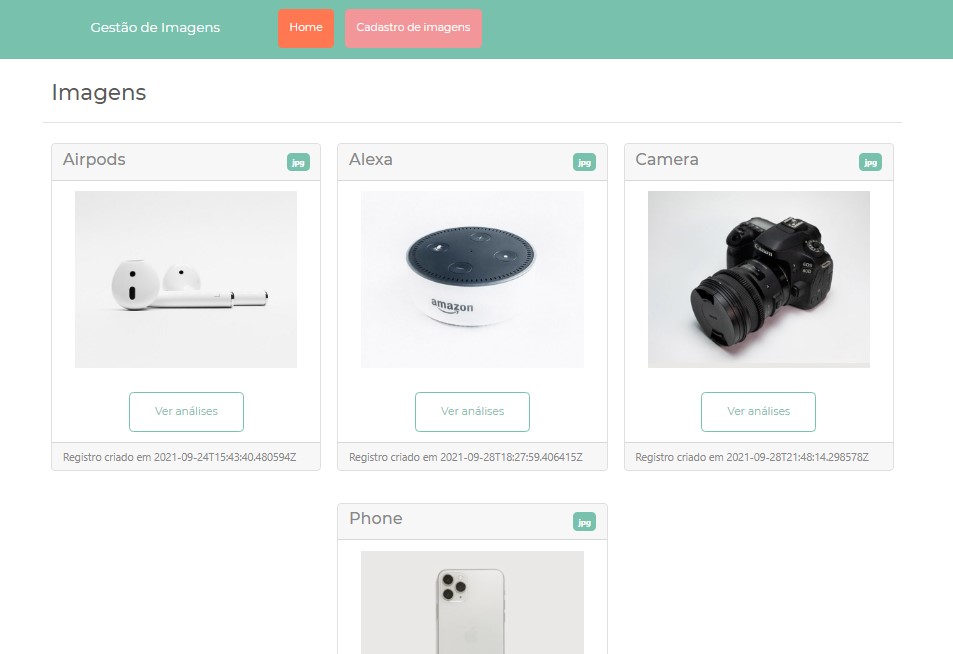 Gestão de Imagens
Home
Cadastro de imagens
Imagens
Airpods
jpg
Ver análises
Registro criado em 2021-09-24T15:43:40.480594Z
Alexa
jpg
amazon
Ver análises
Registro criado em 2021-09-28T18:27:59.406415Z
Camera
jpg
Canon
EOS
Ver análises
Registro criado em 2021-09-28T21:48:14.298578Z
Phone
jpg